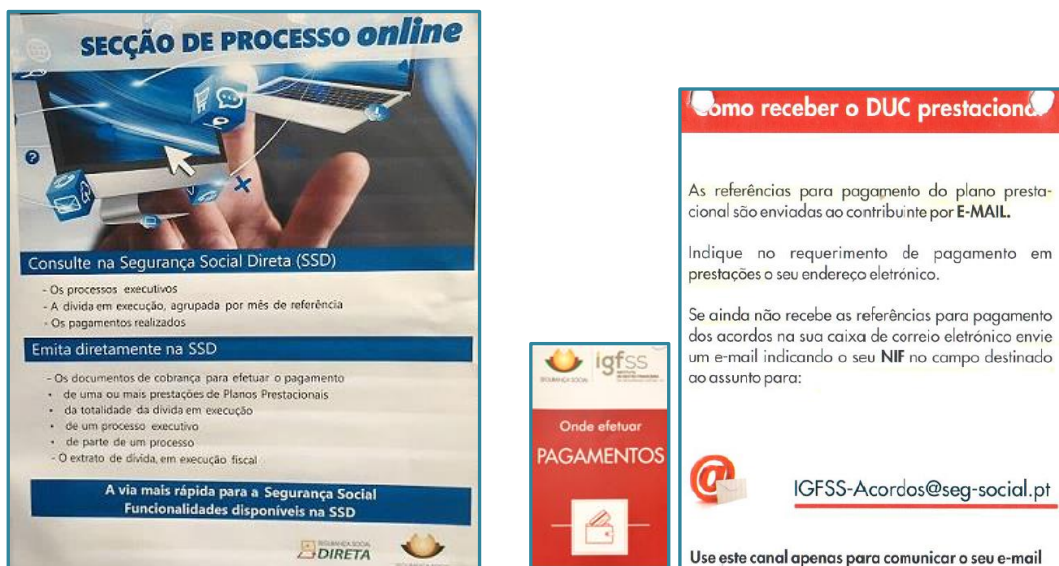 SECÇÃO DE PROCESSO online
Consulte na Segurança Social Direta (SSD)
- Os processos executivos
- A dívida em execução, agrupada por mês de referência
- Os pagamentos realizados
Emita diretamente na SSD
- Os documentos de cobrança para efetuar o pagamento
• de uma ou mais prestações de Planos Prestacionais
• da totalidade da dívida em execução
• de um processo executivo
• de parte de um processo
- O extrato de dívida, em execução fiscal
A via mais rápida para a Segurança Social
Funcionalidades disponíveis na SSD
SEGURANÇA SOCIAL
DIRETA
SEGURANÇA SOCIAL
igfss
Onde efetuar
PAGAMENTOS
omo receber o DUC prestaciona
As referências para pagamento do plano presta-
cional são enviadas ao contribuinte por E-MAIL.
Indique no requerimento de pagamento em
prestações o seu endereço eletrónico.
Se ainda não recebe as referências para pagamento
dos acordos na sua caixa de correio eletrónico envie
um e-mail indicando o seu NIF no campo destinado
ao assunto para:
IGFSS-Acordos@seg-social.pt
Use este canal apenas para comunicar o seu e-mail